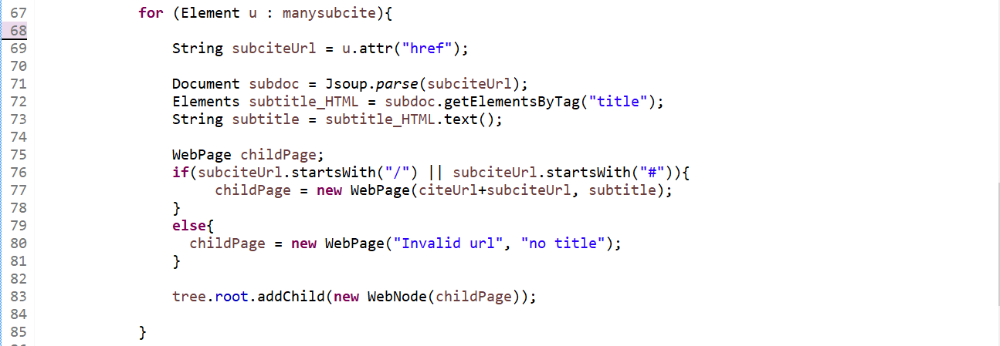 67 for (Element u : manysubcite){
68
69 String subciteUrl = u.attr("href");
70
71 Document subdoc = Jsoup.parse(subciteUrl);
72 Elements subtitle_HTML = subdoc.getElementsByTag("title");
73 String subtitle = subtitle_HTML.text();
74
75 WebPage childPage;
76 if(subciteUrl.startsWith("/") || subciteUrl.startsWith("#")){
77 childPage = new WebPage(citeUrl+subciteUrl, subtitle);
78 }
79 else{
80 childPage = new WebPage("Invalid url", "no title");
81 }
82
83 tree.root.addChild(new WebNode(childPage));
84
85 }